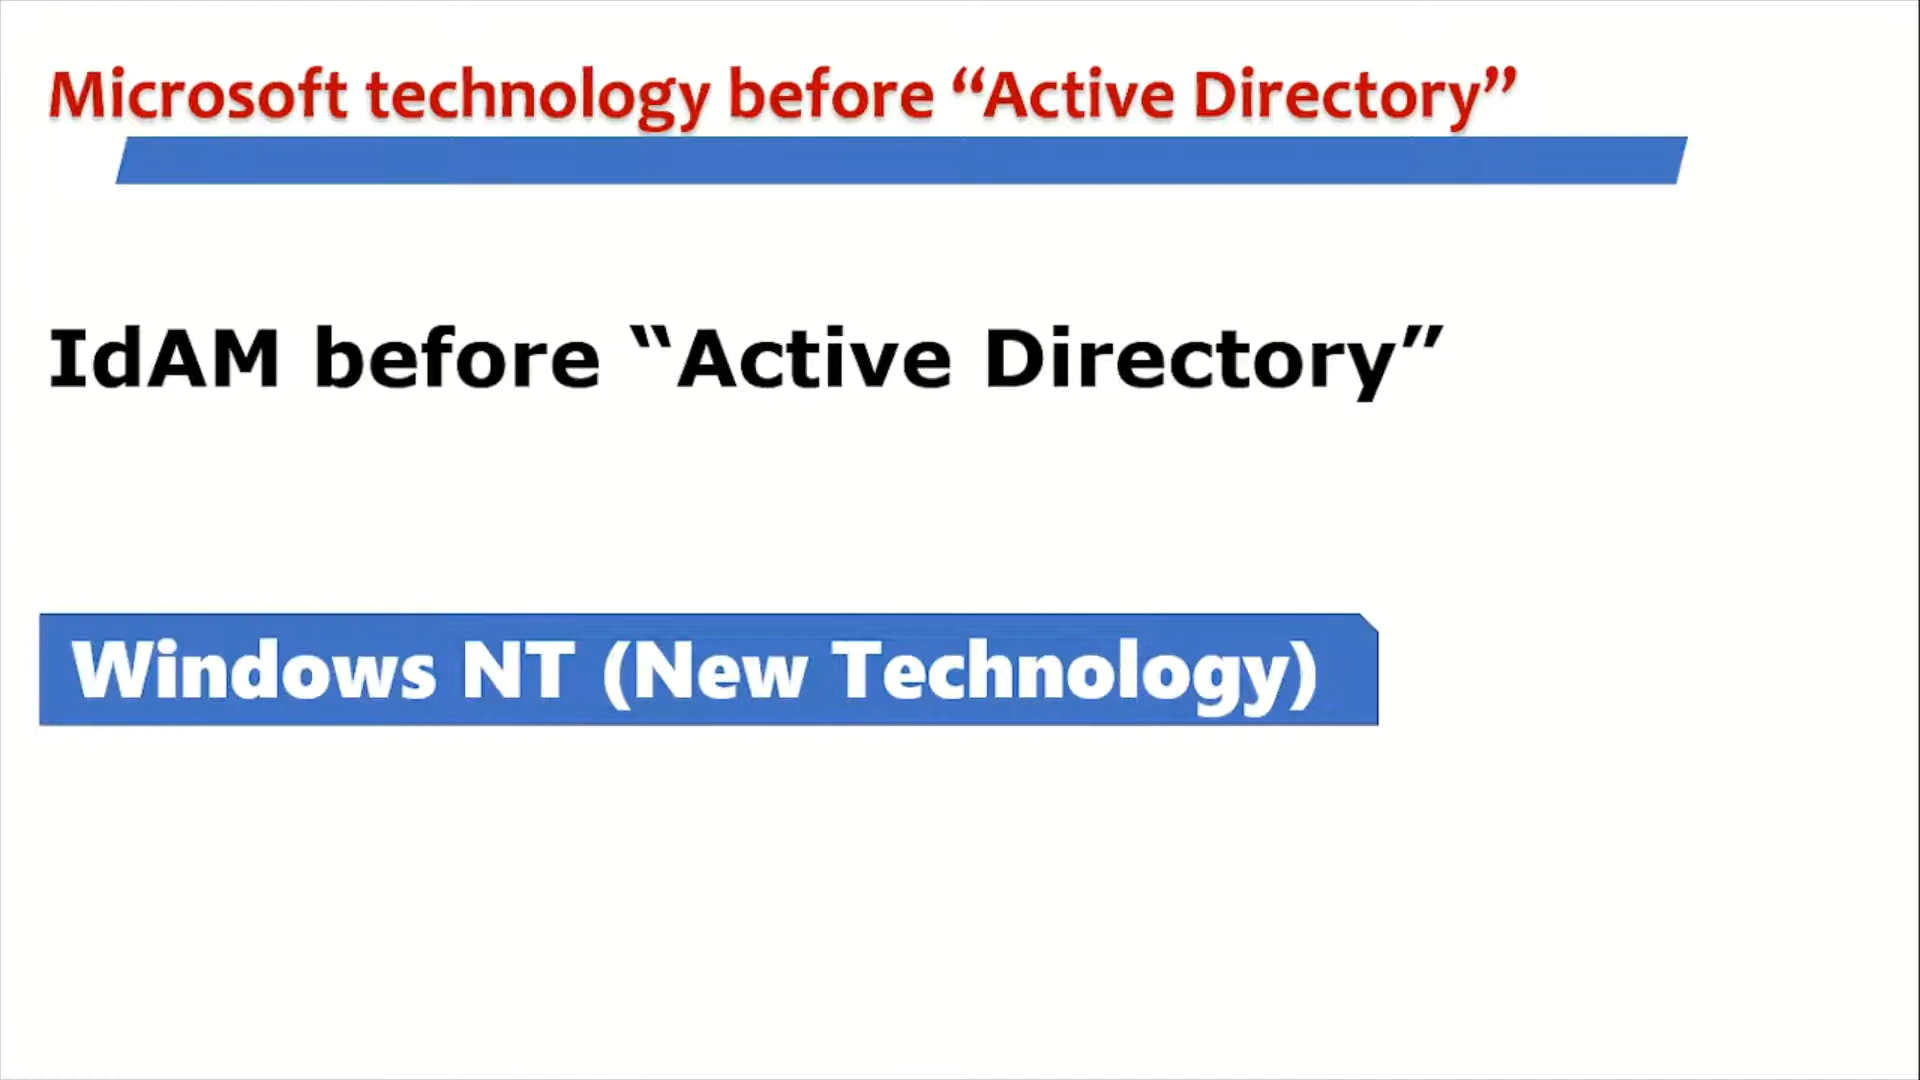 Microsoft technology before “Active Directory”
IdAM before “Active Directory”
Windows NT (New Technology)